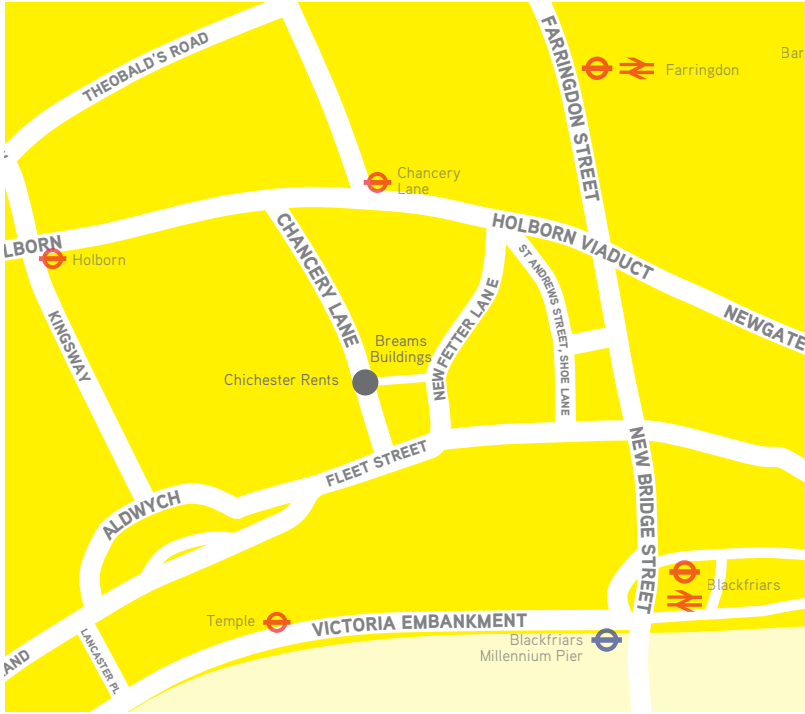 THEOBALD'S ROAD
FARRINGDON STREET
Farringdon
Bar
Chancery
Lane
LBORN
Holborn
HOLBORN VIADUCT
CHANCERY LANE
ST ANDREWS STREET, SHOE LANE
NEW FETTER LANE
NEWGATE
KINGSWAY
Breams
Buildings
Chichester Rents
FLEET STREET
NEW BRIDGE STREET
ALDWYCH
Blackfriars
Temple
VICTORIA EMBANKMENT
Blackfriars
Millennium Pier
LANCASTER PL
AND